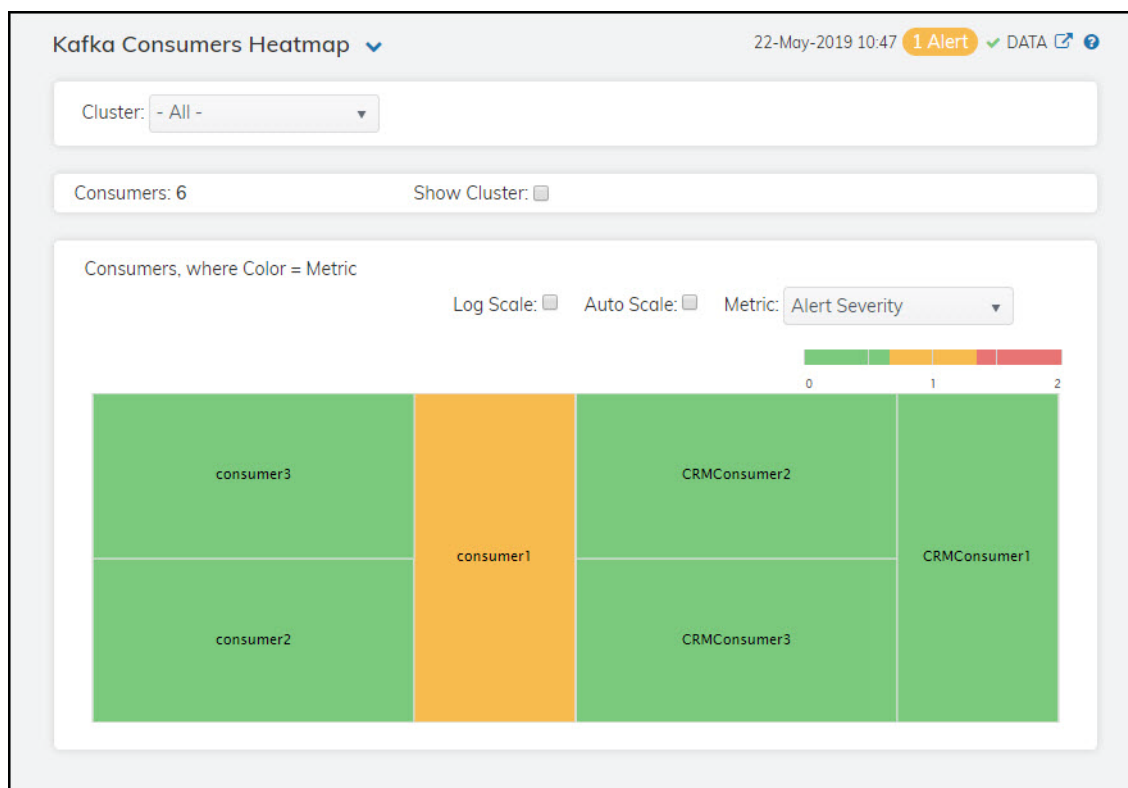 Kafka Consumers Heatmap
22-May-2019 10:47 1 Alert DATA
Cluster: - All -
Consumers: 6 Show Cluster:
Consumers, where Color = Metric
Log Scale: Auto Scale: Metric: Alert Severity
0 1 2
consumer3
CRMConsumer2
consumer1
CRMConsumer1
consumer2
CRMConsumer3